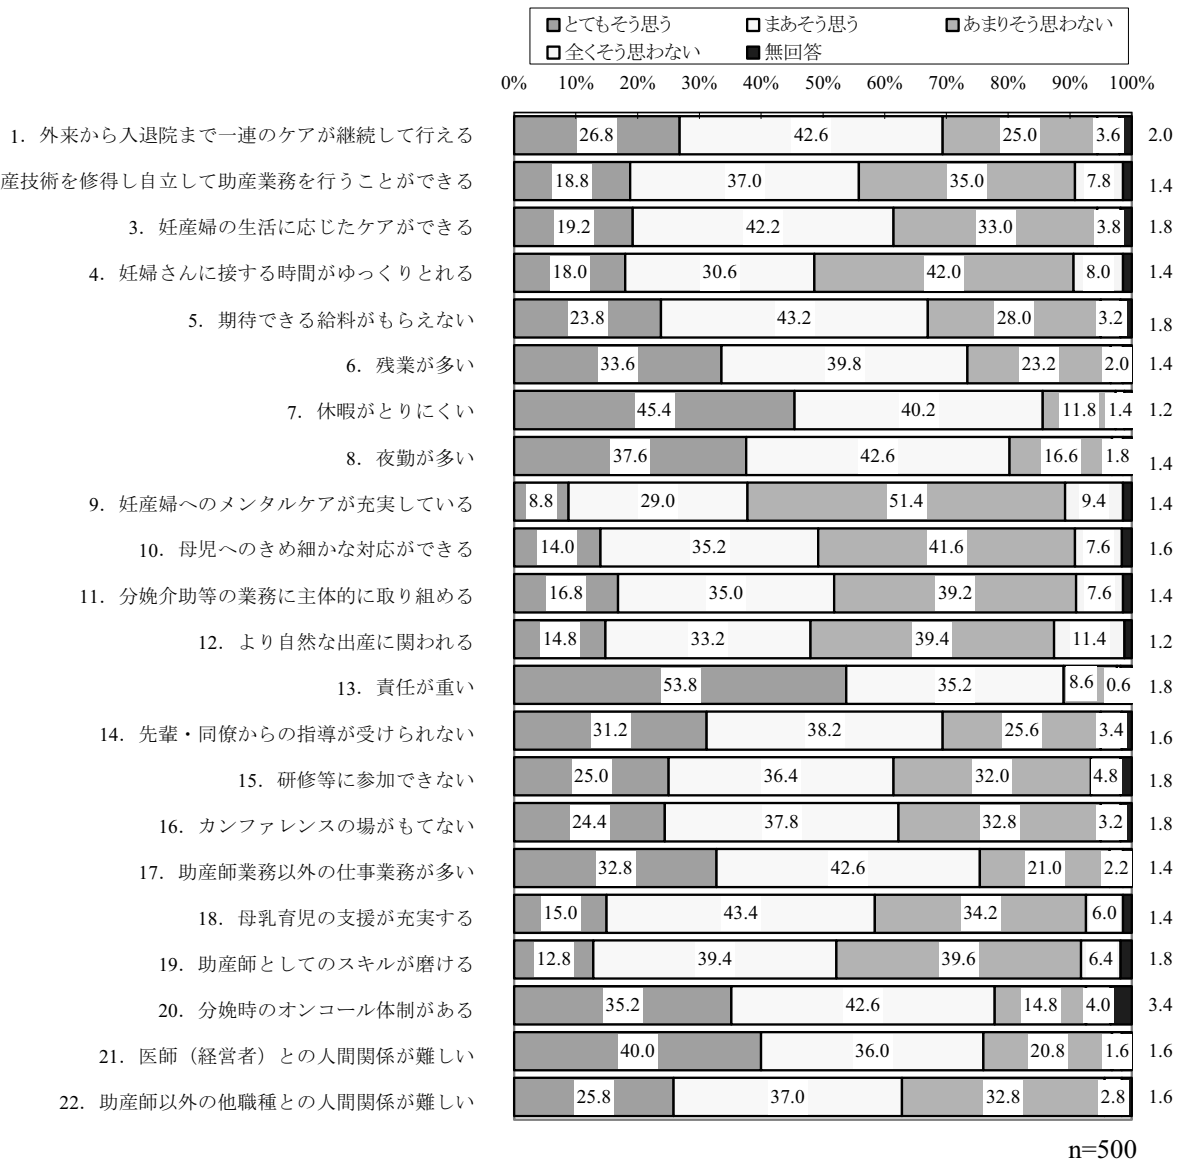 とてもそう思う まあそう思う あまりそう思わない
全くそう思わない 無回答
0% 10% 20% 30% 40% 50% 60% 70% 80% 90% 100%
1．外来から入退院まで一連のケアが継続して行える 26.8 42.6 25.0 3.6 2.0
産技術を修得し自立して助産業務を行うことができる 18.8 37.0 35.0 7.8 1.4
3．妊産婦の生活に応じたケアができる 19.2 42.2 33.0 3.8 1.8
4．妊婦さんに接する時間がゆっくりとれる 18.0 30.6 42.0 8.0 1.4
5．期待できる給料がもらえない 23.8 43.2 28.0 3.2 1.8
6．残業が多い 33.6 39.8 23.2 2.0 1.4
7．休暇がとりにくい 45.4 40.2 11.8 1.4 1.2
8．夜勤が多い 37.6 42.6 16.6 1.8 1.4
9．妊産婦へのメンタルケアが充実している 8.8 29.0 51.4 9.4 1.4
10．母児へのきめ細かな対応ができる 14.0 35.2 41.6 7.6 1.6
11．分娩介助等の業務に主体的に取り組める 16.8 35.0 39.2 7.6 1.4
12．より自然な出産に関われる 14.8 33.2 39.4 11.4 1.2
13．責任が重い 53.8 35.2 8.6 0.6 1.8
14．先輩・同僚からの指導が受けられない 31.2 38.2 25.6 3.4 1.6
15．研修等に参加できない 25.0 36.4 32.0 4.8 1.8
16．カンファレンスの場がもてない 24.4 37.8 32.8 3.2 1.8
17．助産師業務以外の仕事業務が多い 32.8 42.6 21.0 2.2 1.4
18．母乳育児の支援が充実する 15.0 43.4 34.2 6.0 1.4
19．助産師としてのスキルが磨ける 12.8 39.4 39.6 6.4 1.8
20．分娩時のオンコール体制がある 35.2 42.6 14.8 4.0 3.4
21．医師（経営者）との人間関係が難しい 40.0 36.0 20.8 1.6 1.6
22．助産師以外の他職種との人間関係が難しい 25.8 37.0 32.8 2.8 1.6
n=500